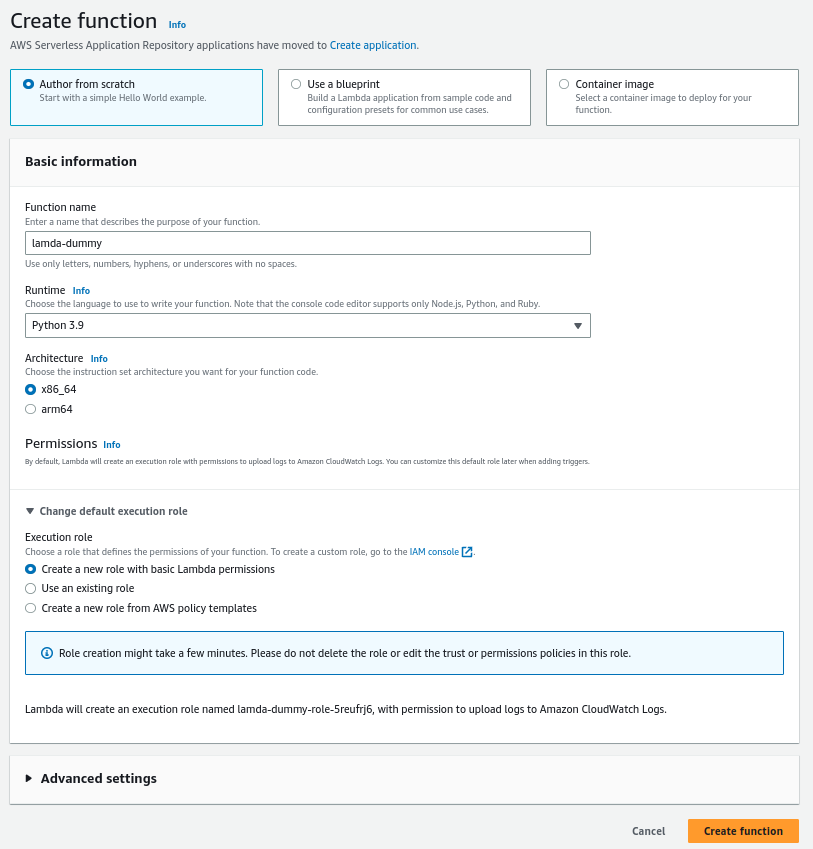 Create function Info
AWS Serverless Application Repository applications have moved to Create application.
Author from scratch
Start with a simple Hello World example.
Use a blueprint
Build a Lambda application from sample code and
configuration presets for common use cases.
Container image
Select a container image to deploy for your
function.
Basic information
Function name
Enter a name that describes the purpose of your function.
lamda-dummy
Use only letters, numbers, hyphens, or underscores with no spaces.
Runtime Info
Choose the language to use to write your function. Note that the console code editor supports only Node.js, Python, and Ruby.
Python 3.9
Architecture Info
Choose the instruction set architecture you want for your function code.
x86_64
arm64
Permissions Info
By default, Lambda will create an execution role with permissions to upload logs to Amazon CloudWatch Logs. You can customize this default role later when adding triggers.
Change default execution role
Execution role
Choose a role that defines the permissions of your function. To create a custom role, go to the IAM console.
Create a new role with basic Lambda permissions
Use an existing role
Create a new role from AWS policy templates
Role creation might take a few minutes. Please do not delete the role or edit the trust or permissions policies in this role.
Lambda will create an execution role named lamda-dummy-role-5reufrj6, with permission to upload logs to Amazon CloudWatch Logs.
Advanced settings
Cancel
Create function